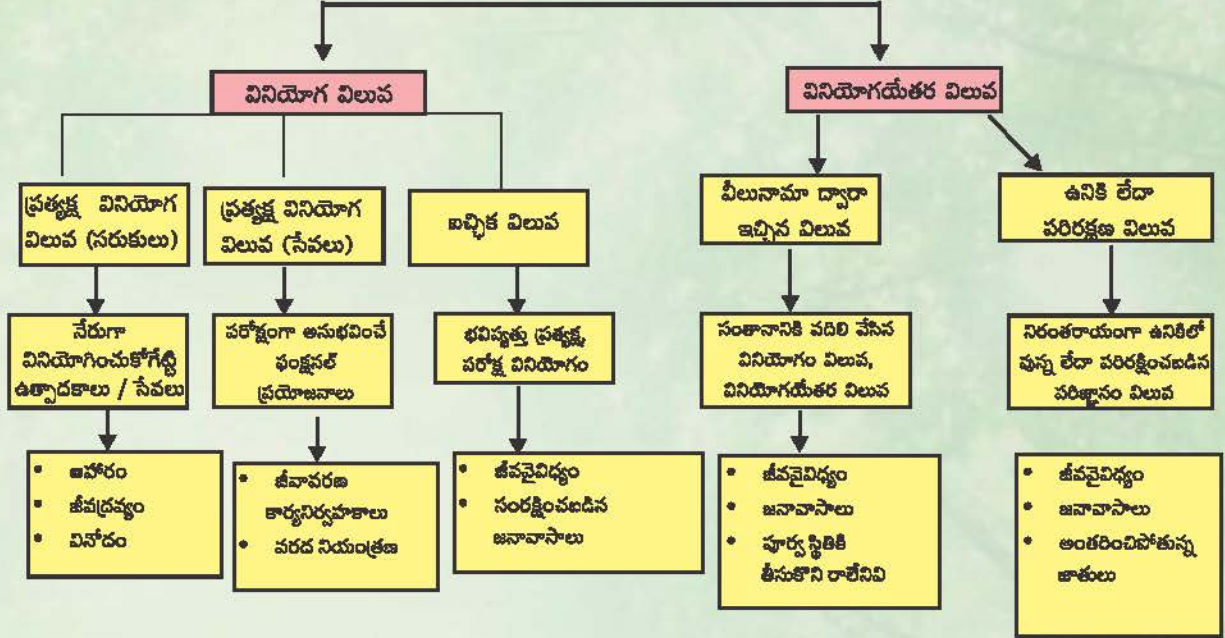 వినియోగ విలువ
వినియోగయేతర విలువ
ప్రత్యక్ష వినియోగ
విలువ (సరుకులు)
ప్రత్యక్ష వినియోగ
విలువ (సేవలు)
ఐచ్ఛిక విలువ
వీలునామా ద్వారా
ఇచ్చిన విలువ
ఉనికి లేదా
పరిరక్షణ విలువ
నేరుగా
వినియోగించుకోగేట్టి
ఉత్పాదకాలు / సేవలు
పరోక్షంగా అనుభవించే
ఫంక్షనల్
ప్రయోజనాలు
భవిష్యత్తు ప్రత్యక్ష,
పరోక్ష వినియోగం
సంతానానికి వదిలి వేసిన
వినియోగం విలువ,
వినియోగయేతర విలువ
నిరంతరాయంగా ఉనికిలో
వున్న లేదా పరిరక్షించబడిన
పరిజ్ఞానం విలువ
• ఆహారం
• జీవద్రవ్యం
• వినోదం
• జీవావరణ
కార్యనిర్వహకాలు
• వరద నియంత్రణ
• జీవవైవిధ్యం
• సంరక్షించబడిన
జనావాసాలు
• జీవవైవిధ్యం
• జనావాసాలు
• పూర్వ స్థితికి
తీసుకొని రాలేనివి
• జీవవైవిధ్యం
• జనావాసాలు
• అంతరించిపోతున్న
జాతులు